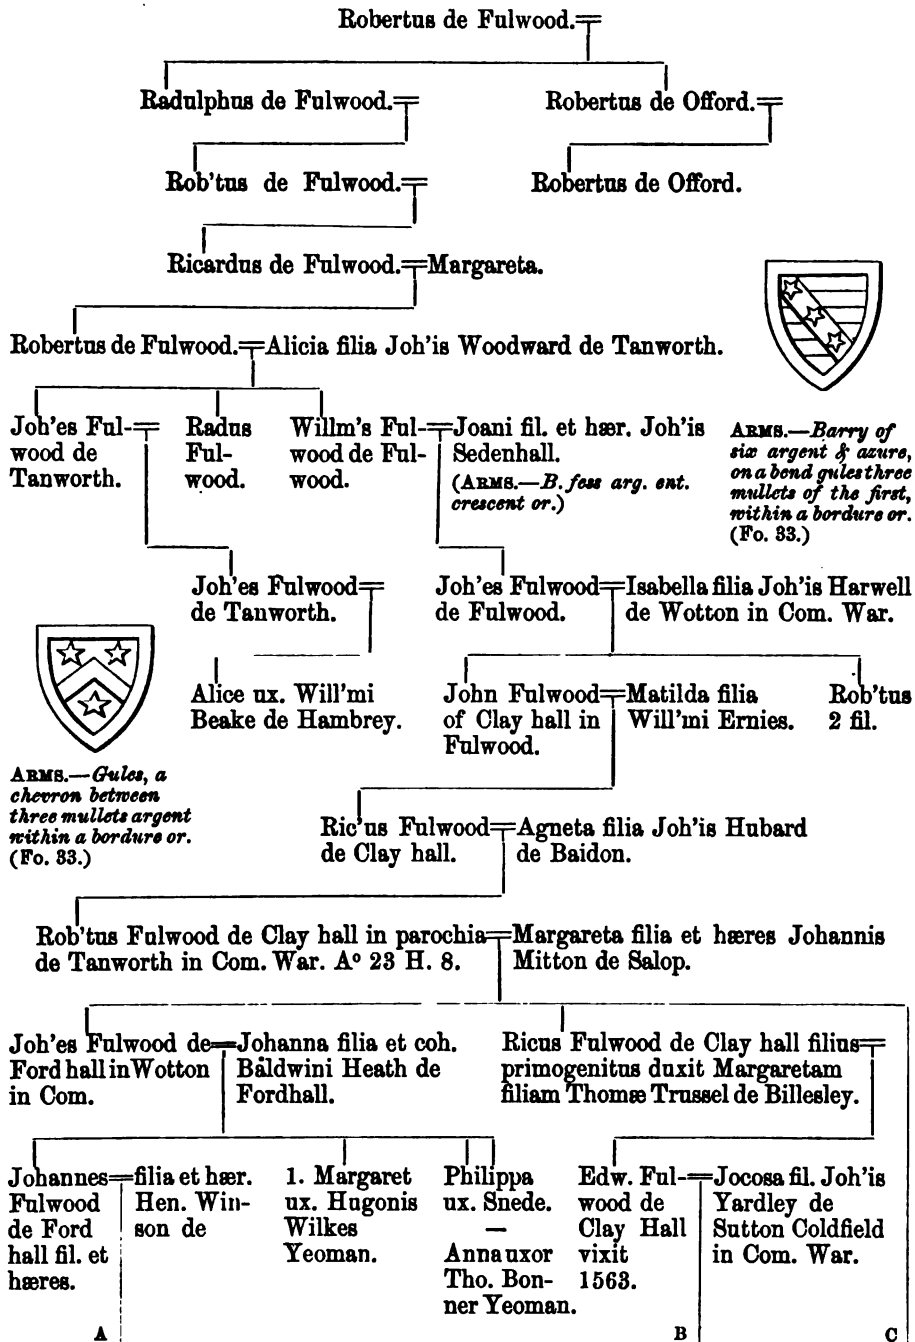 Robertus de Fulwood.
Radulphus de Fulwood.
Robertus de Offord.
Rob'tus de Fulwood.
Robertus de Offord.
Ricardus de Fulwood. Margareta.
Robertus de Fulwood. Alicia filia Joh'is Woodward de Tanworth.
Joh'es Ful-
wood de
Tanworth.
Radus
Ful-
wood.
Willm's Ful-
wood de Ful-
wood.
Joani fil. et hær. Joh'is
Sedenhall.
(ARMS.—B. fess arg. ent.
crescent or.)
ARMS.—Barry of
six argent & azure,
on a bend gules three
mullets of the first,
within a bordure or.
(Fo. 33.)
Joh'es Fulwood
de Tanworth.
Joh'es Fulwood
de Fulwood.
Isabella filia Joh'is Harwell
de Wotton in Com. War.
Alice ux. Will'mi
Beake de Hambrey.
John Fulwood
of Clay hall in
Fulwood.
Matilda filia
Will'mi Ernies.
Rob'tus
2 fil.
ARMS.—Gules, a
chevron between
three mullets argent
within a bordure or.
(Fo. 33.)
Ric'us Fulwood
de Clay hall.
Agneta filia Joh'is Hubard
de Baidon.
Rob'tus Fulwood de Clay hall in parochia
de Tanworth in Com. War. Aº 23 H. 8.
Margareta filia et hæres Johannis
Mitton de Salop.
Joh'es Fulwood de
Ford hall in Wotton
in Com.
Johanna filia et coh.
Baldwini Heath de
Fordhall.
Ricus Fulwood de Clay hall filius
primogenitus duxit Margaretam
filiam Thomæ Trussel de Billesley.
Johannes
Fulwood
de Ford
hall fil. et
hæres.
filia et hær.
Hen. Win-
son de
1. Margaret
ux. Hugonis
Wilkes
Yeoman.
Philippa
ux. Snede.
—
Anna uxor
Tho. Bon-
ner Yeoman.
Edw. Ful-
wood de
Clay Hall
vixit
1563.
Jocosa fil. Joh'is
Yardley de
Sutton Coldfield
in Com. War.
A B C